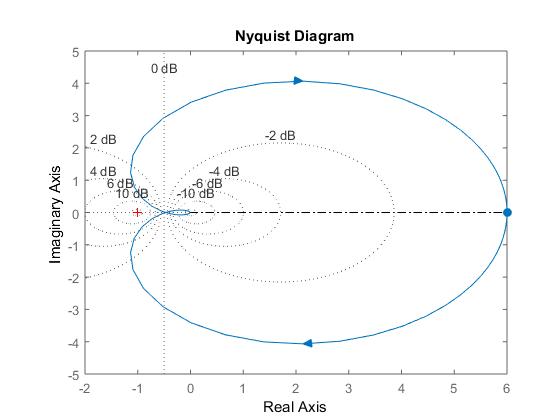 Nyquist Diagram
5
0 dB
4
3
2 dB
-2 dB
2
4 dB
-4 dB
1
6 dB
-6 dB
10 dB
-10 dB
0
-1
-2
-3
-4
-5
-2 -1 0 1 2 3 4 5 6
Real Axis
Imaginary Axis